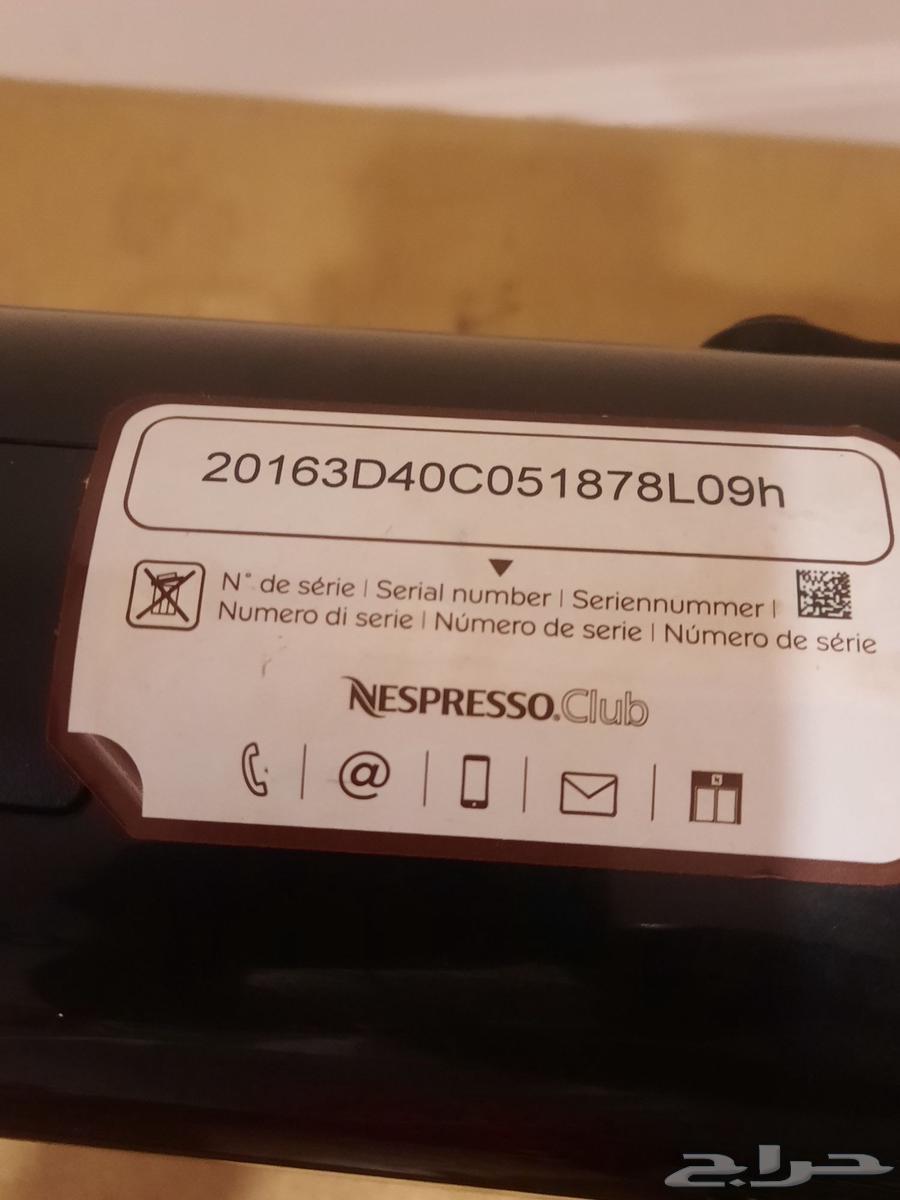 20163D40C051878L09h
N° de série | Serial number | Seriennummer |
Numero di serie | Número de serie | Número de série
NESPRESSO.Club
@
N
حراج